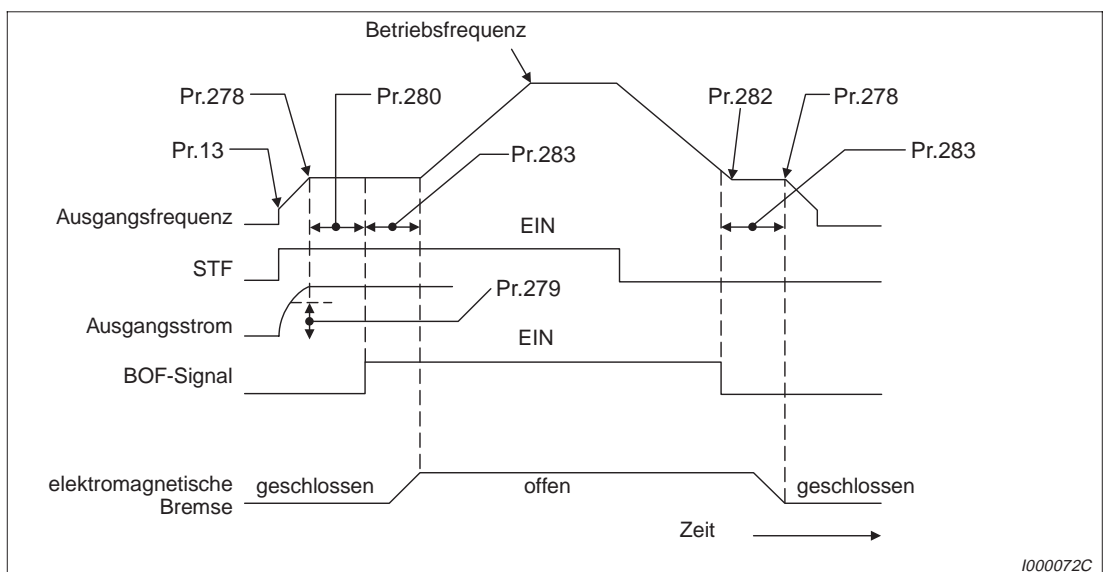 Betriebsfrequenz
Pr.278
Pr.280
Pr.282
Pr.278
Pr.13
Pr.283
Pr.283
Ausgangsfrequenz
EIN
STF
Pr.279
Ausgangsstrom
EIN
BOF-Signal
elektromagnetische
Bremse
geschlossen
offen
geschlossen
Zeit
I000072C